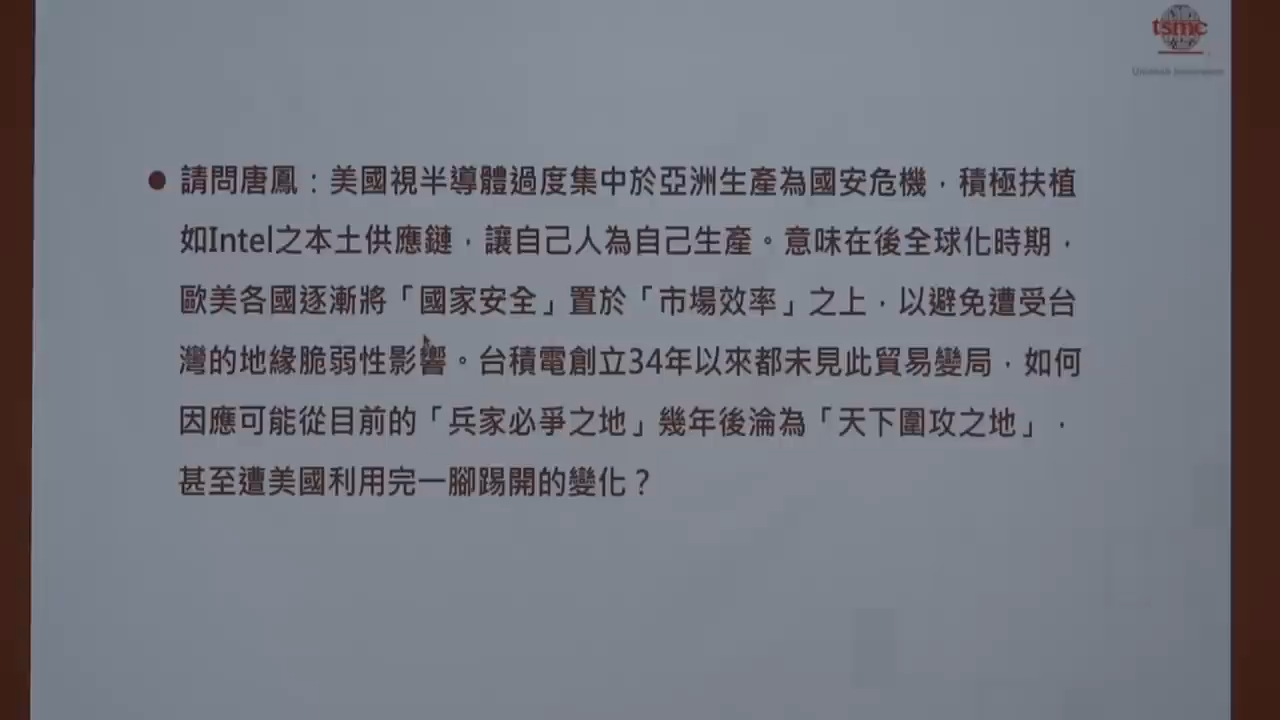 tsmc
請問唐鳳：美國視半導體過度集中於亞洲生產為國安危機，積極扶植
如Intel之本土供應鏈，讓自己人為自己生產。意味在後全球化時期，
歐美各國逐漸將「國家安全」置於「市場效率」之上，以避免遭受台
灣的地緣脆弱性影響。台積電創立34年以來都未見此貿易變局，如何
因應可能從目前的「兵家必爭之地」幾年後淪為「天下圍攻之地」，
甚至遭美國利用完一腳踢開的變化？